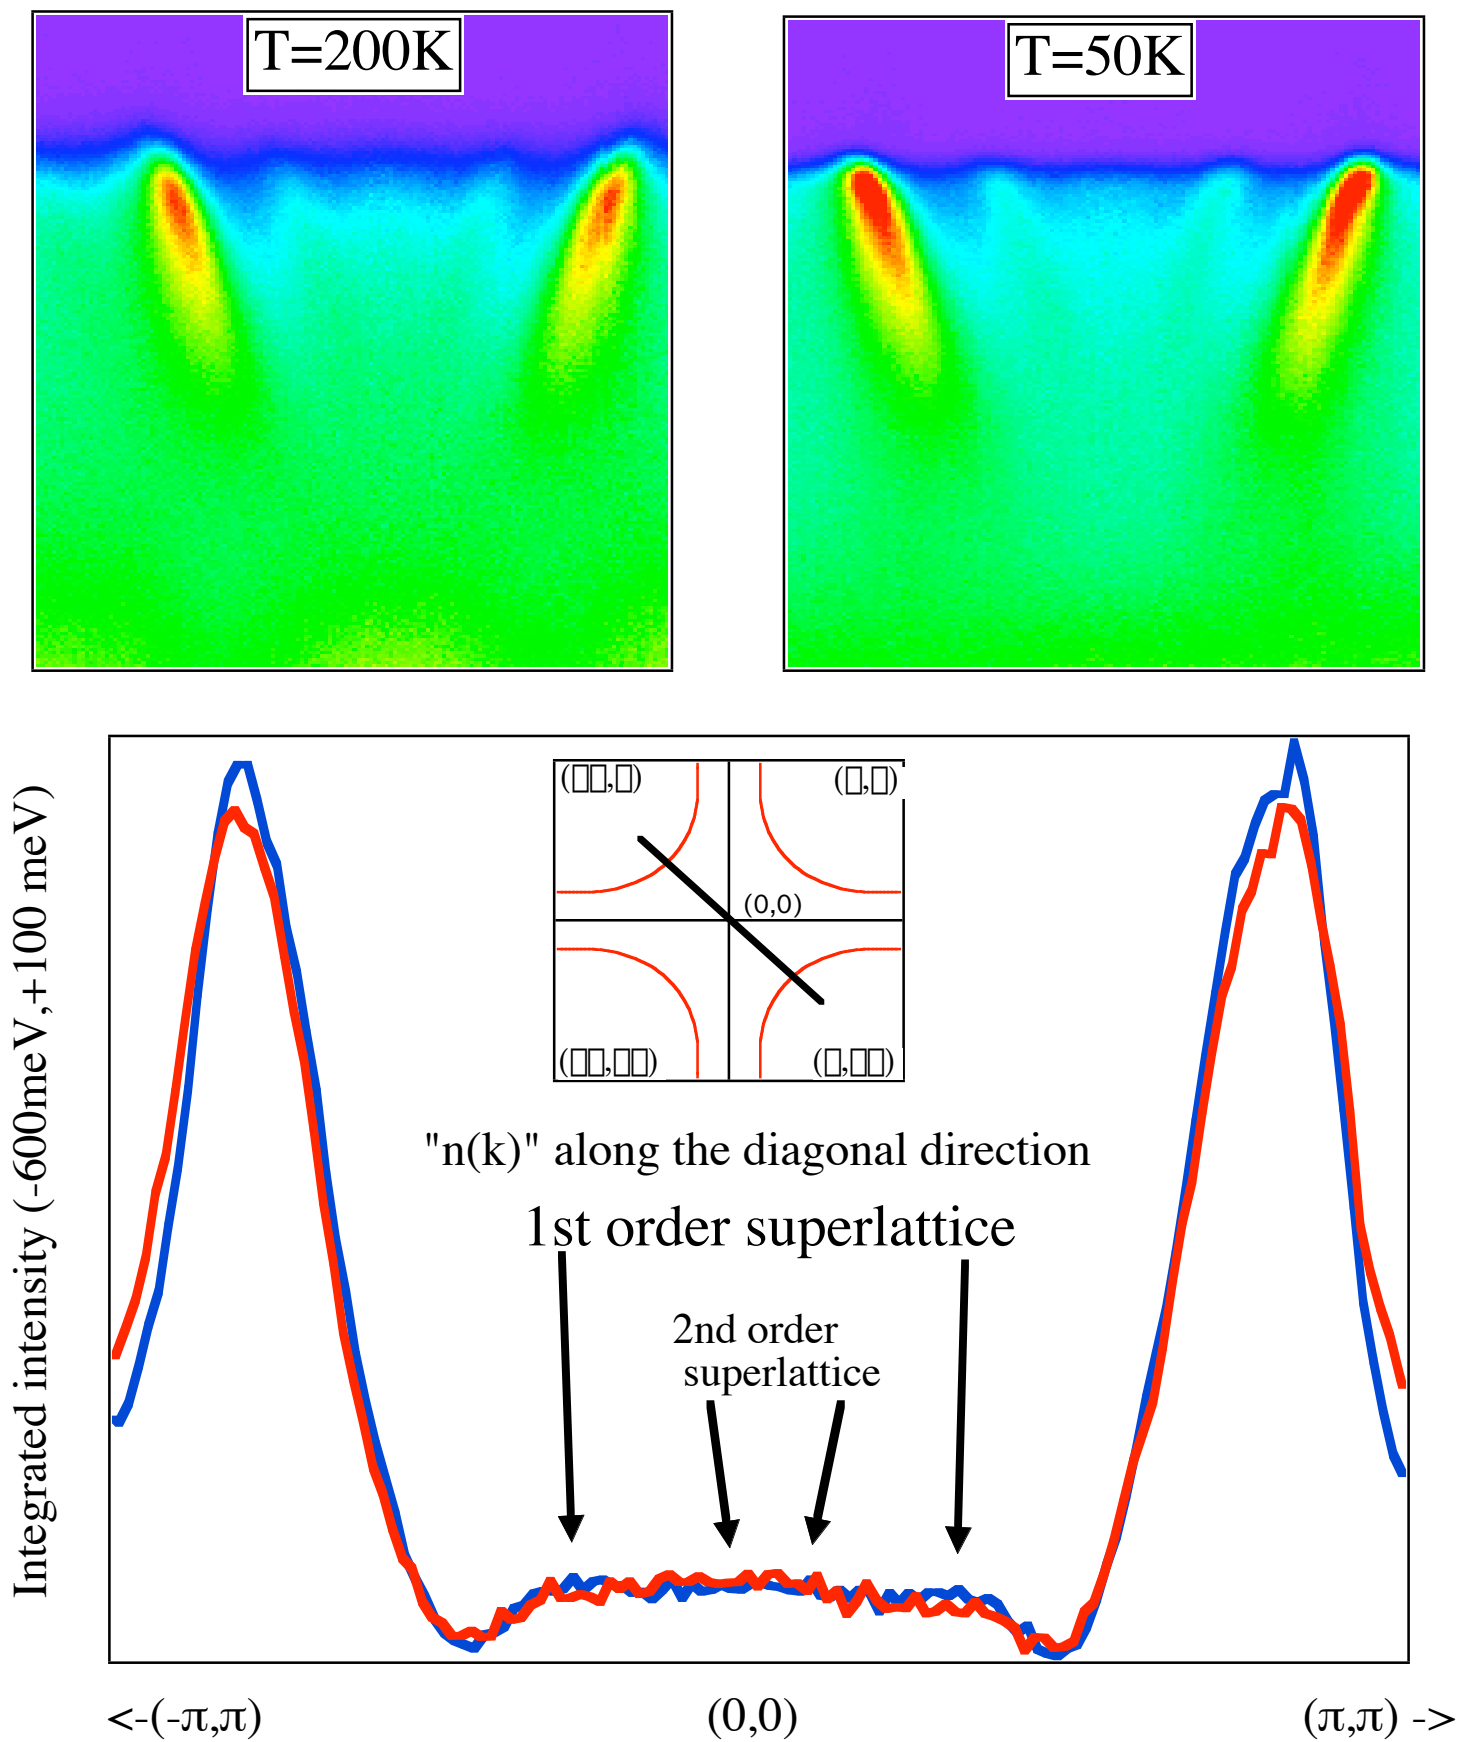 T=200K
T=50K
Integrated intensity (-600meV,+100 meV)
(▯▯,▯)
(▯,▯)
(0,0)
(▯▯,▯▯)
(▯,▯▯)
"n(k)" along the diagonal direction
1st order superlattice
2nd order
superlattice
<-(-π,π)
(0,0)
(π,π) ->